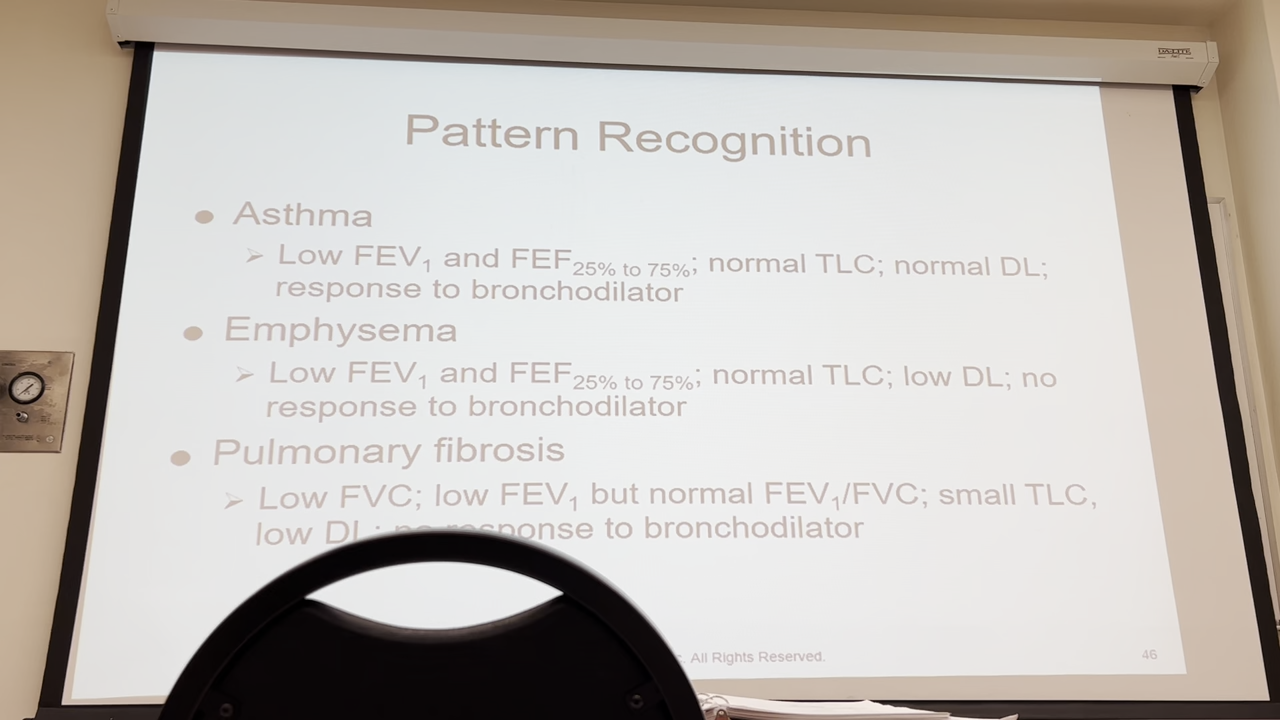 Pattern Recognition
● Asthma
➢ Low FEV₁ and FEF₂₅% to ₇₅%; normal TLC; normal DL;
response to bronchodilator
● Emphysema
➢ Low FEV₁ and FEF₂₅% to ₇₅%; normal TLC; low DL; no
response to bronchodilator
● Pulmonary fibrosis
➢ Low FVC; low FEV₁ but normal FEV₁/FVC; small TLC,
low DL; no response to bronchodilator
All Rights Reserved.
46